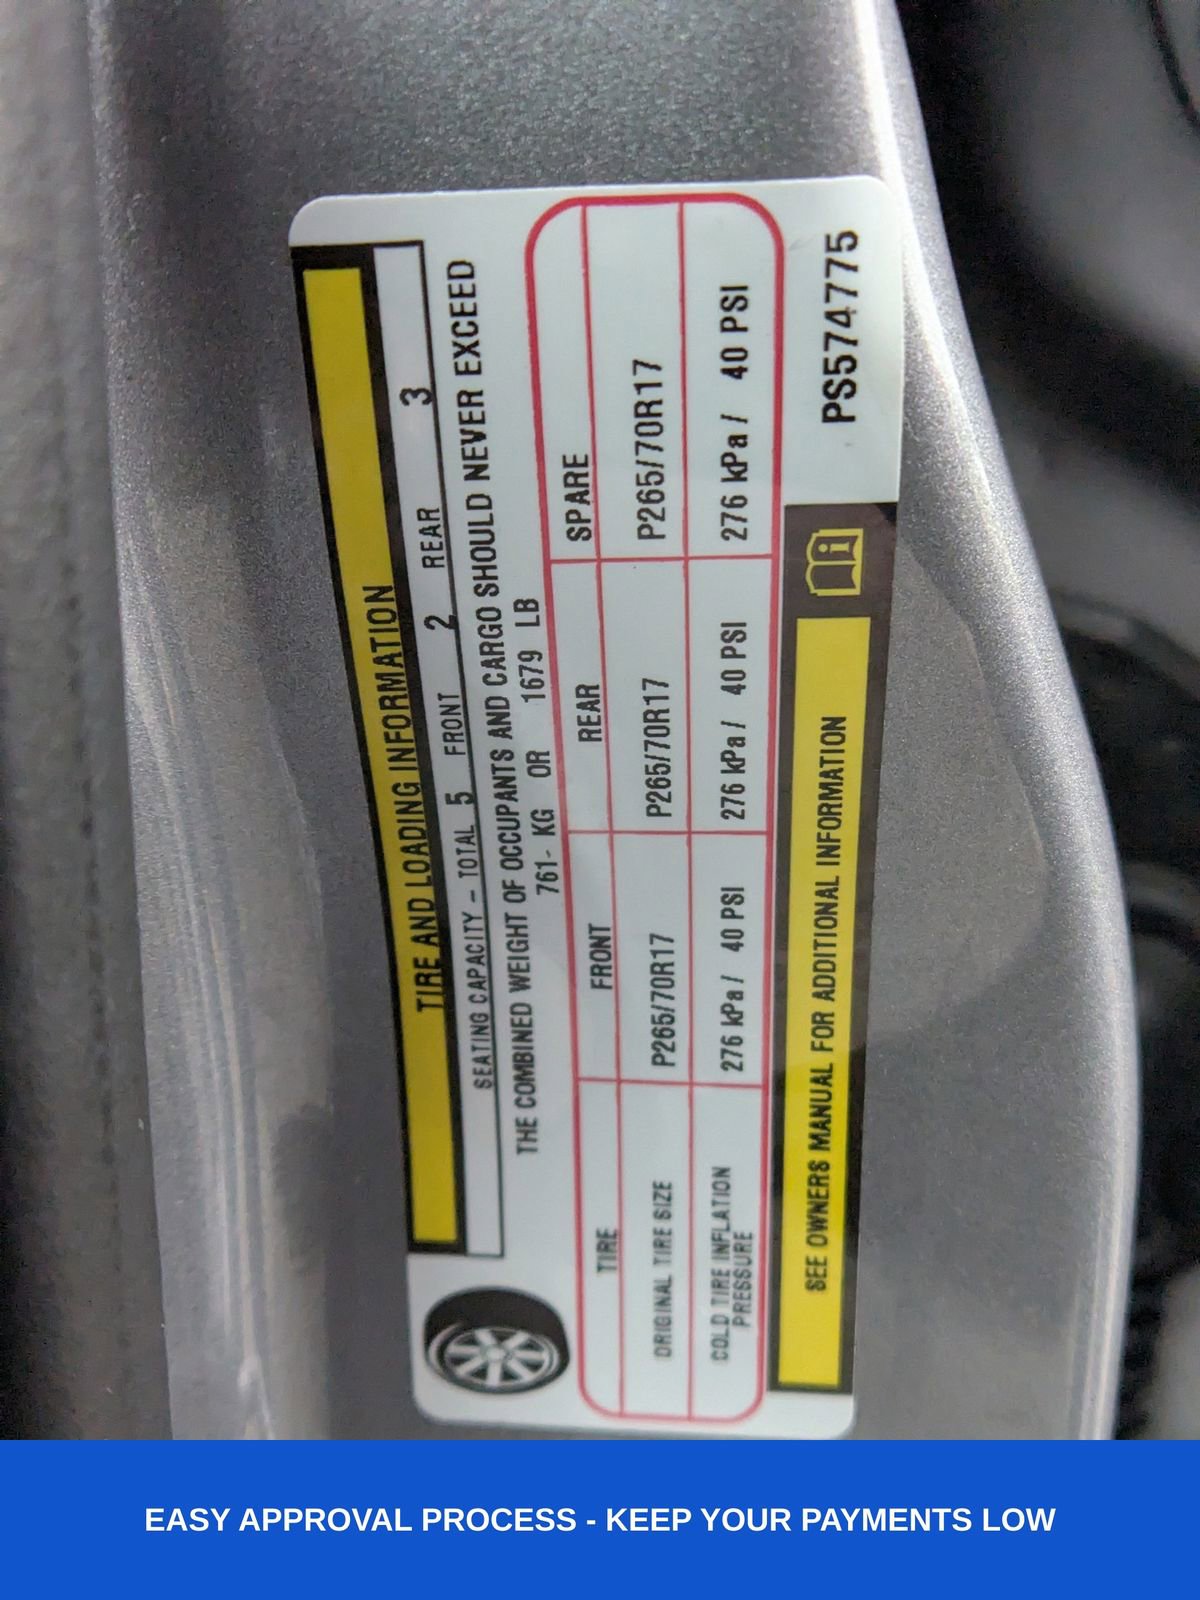 TIRE AND LOADING INFORMATION
SEATING CAPACITY – TOTAL 5 FRONT 2 REAR 3
THE COMBINED WEIGHT OF OCCUPANTS AND CARGO SHOULD NEVER EXCEED
761- KG OR 1679 LB
TIRE FRONT REAR SPARE
ORIGINAL TIRE SIZE P265/70R17 P265/70R17 P265/70R17
COLD TIRE INFLATION PRESSURE 276 kPa / 40 PSI 276 kPa / 40 PSI 276 kPa / 40 PSI
SEE OWNERS MANUAL FOR ADDITIONAL INFORMATION
PS574775
EASY APPROVAL PROCESS - KEEP YOUR PAYMENTS LOW